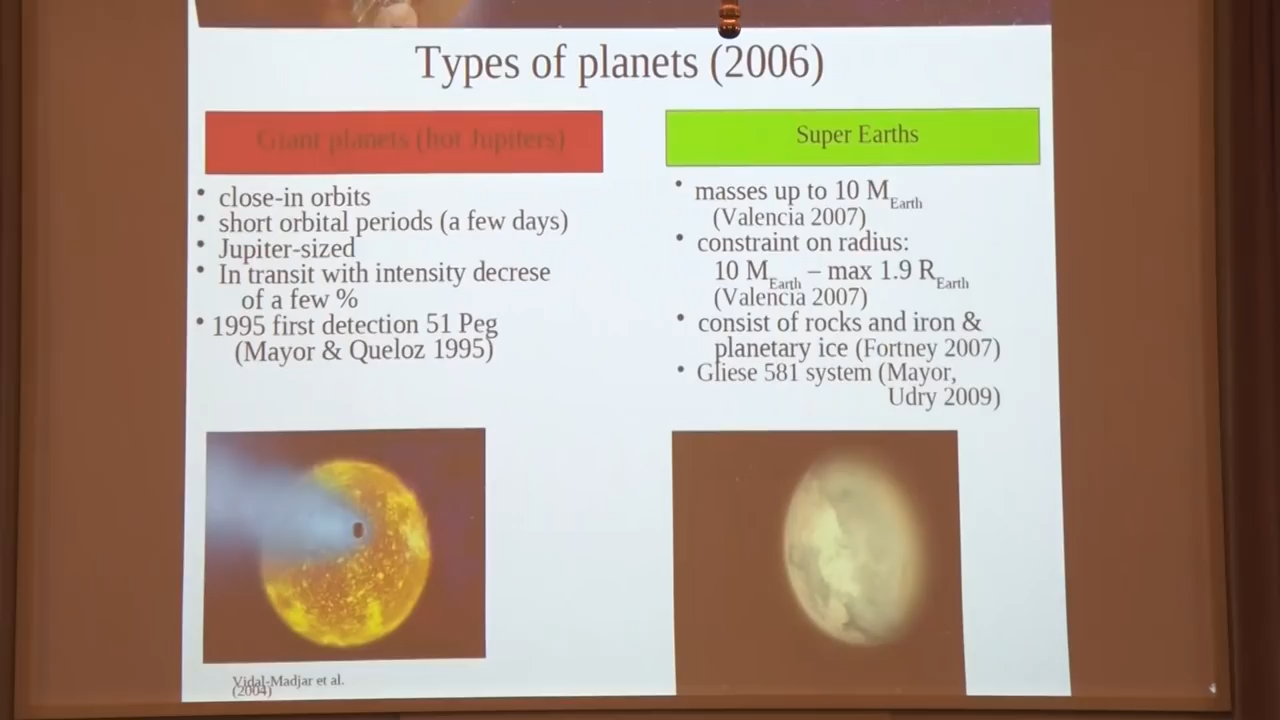 Types of planets (2006)
Giant planets (hot Jupiters)
• close-in orbits
• short orbital periods (a few days)
• Jupiter-sized
• In transit with intensity decrese
of a few %
• 1995 first detection 51 Peg
(Mayor & Queloz 1995)
Vidal-Madjar et al.
(2004)
Super Earths
• masses up to 10 MEarth
(Valencia 2007)
• constraint on radius:
10 MEarth – max 1.9 REarth
(Valencia 2007)
• consist of rocks and iron &
planetary ice (Fortney 2007)
• Gliese 581 system (Mayor,
Udry 2009)